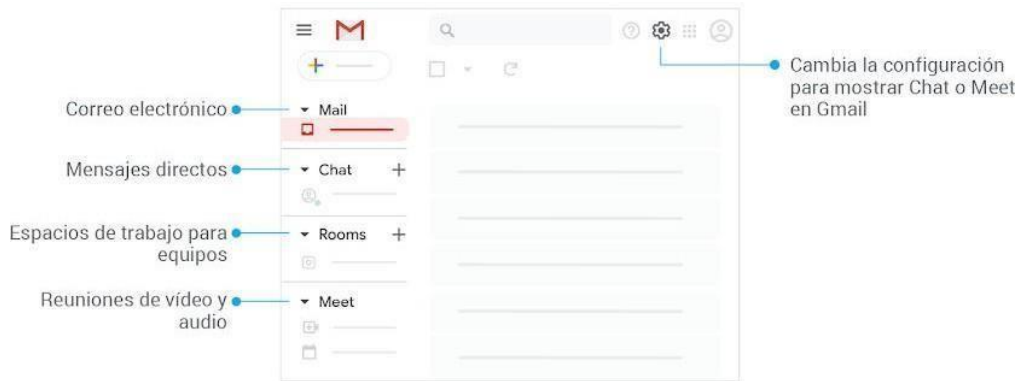 Cambia la configuración
para mostrar Chat o Meet
en Gmail
Correo electrónico
Mail
Mensajes directos
Chat
Espacios de trabajo para
equipos
Rooms
Reuniones de vídeo y
audio
Meet